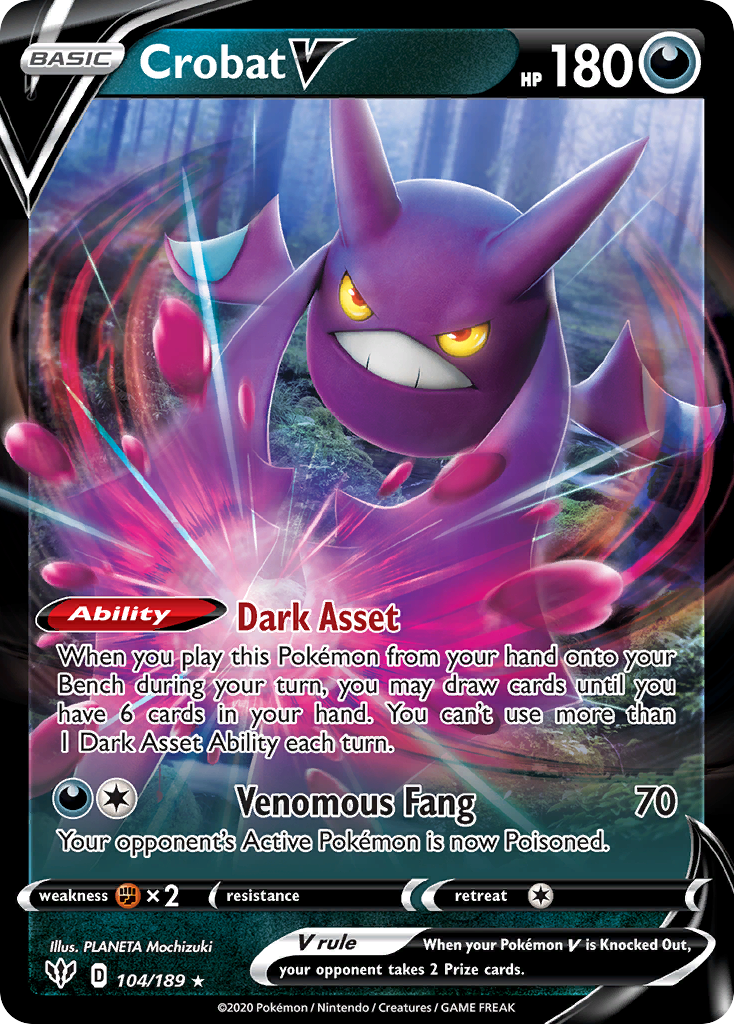 BASIC
Crobat V
HP 180
Ability Dark Asset
When you play this Pokémon from your hand onto your
Bench during your turn, you may draw cards until you
have 6 cards in your hand. You can't use more than
1 Dark Asset Ability each turn.
Venomous Fang 70
Your opponent's Active Pokémon is now Poisoned.
weakness ×2 resistance retreat
Illus. PLANETA Mochizuki
V rule When your Pokémon V is Knocked Out,
your opponent takes 2 Prize cards.
D 104/189 ★
©2020 Pokémon / Nintendo / Creatures / GAME FREAK